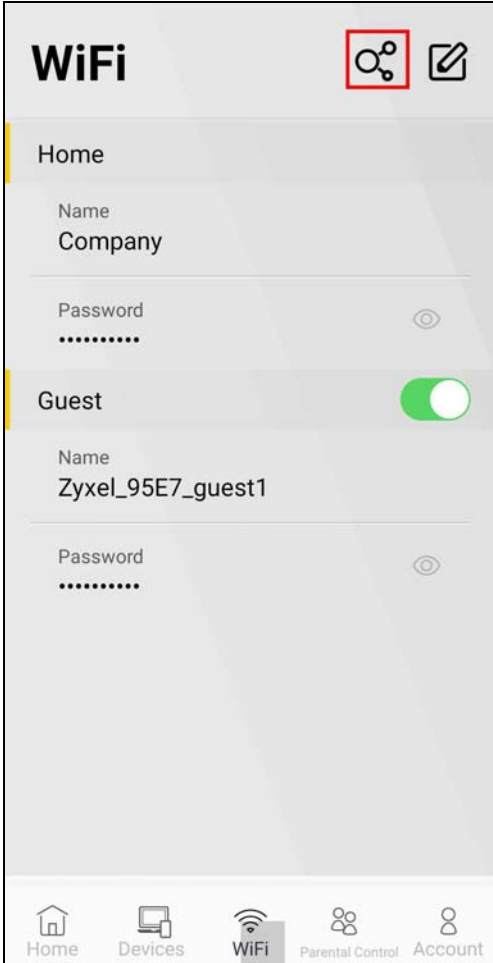 WiFi
Home
Name
Company
Password
••••••••••
Guest
Name
Zyxel_95E7_guest1
Password
••••••••••
Home Devices WiFi Parental Control Account